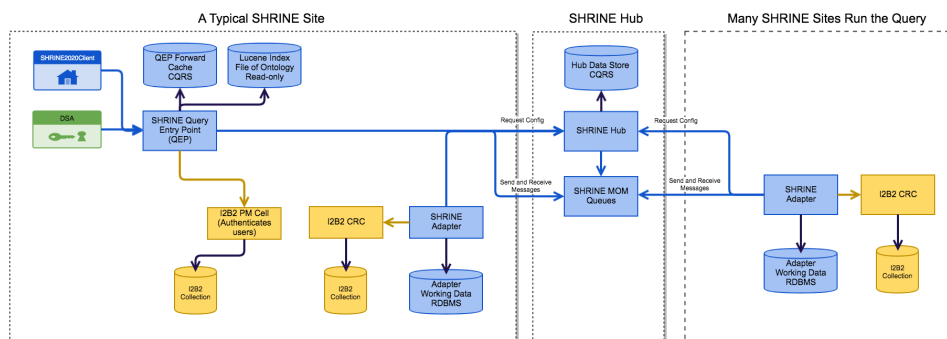 A Typical SHRINE Site
SHRINE Hub
Many SHRINE Sites Run the Query
SHRINE2020Client
QEP Forward
Cache
CQRS
Lucene Index
File of Ontology
Read-only
Hub Data Store
CQRS
DSA
SHRINE Query
Entry Point
(QEP)
Request Config
SHRINE Hub
Request Config
Send and Receive
Messages
SHRINE MOM
Queues
Send and Receive
Messages
I2B2 PM Cell
(Authenticates
users)
I2B2 CRC
SHRINE
Adapter
SHRINE
Adapter
I2B2 CRC
I2B2
Collection
I2B2
Collection
Adapter
Working Data
RDBMS
Adapter
Working Data
RDBMS
I2B2
Collection